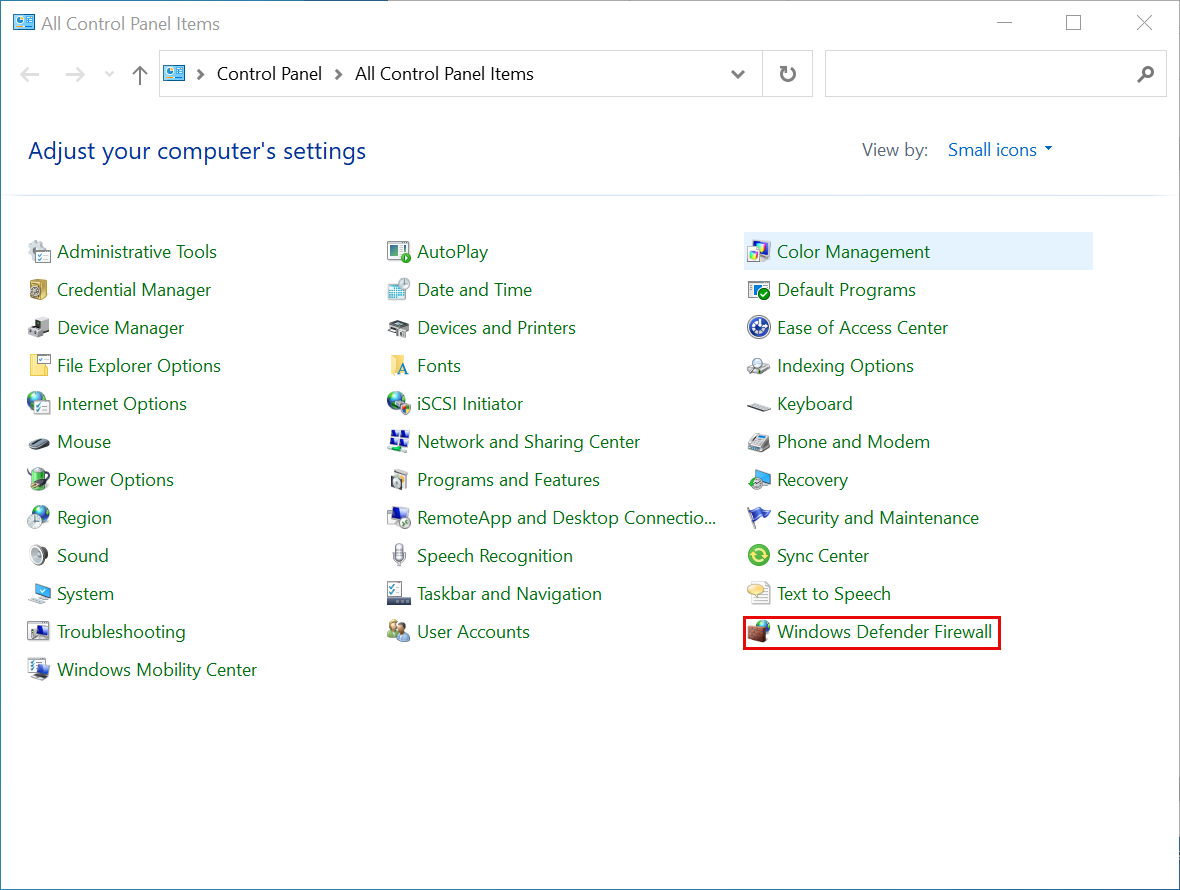 All Control Panel Items
Control Panel > All Control Panel Items
Adjust your computer's settings
View by: Small icons
Administrative Tools
AutoPlay
Color Management
Credential Manager
Date and Time
Default Programs
Device Manager
Devices and Printers
Ease of Access Center
File Explorer Options
Fonts
Indexing Options
Internet Options
iSCSI Initiator
Keyboard
Mouse
Network and Sharing Center
Phone and Modem
Power Options
Programs and Features
Recovery
Region
RemoteApp and Desktop Connectio...
Security and Maintenance
Sound
Speech Recognition
Sync Center
System
Taskbar and Navigation
Text to Speech
Troubleshooting
User Accounts
Windows Defender Firewall
Windows Mobility Center